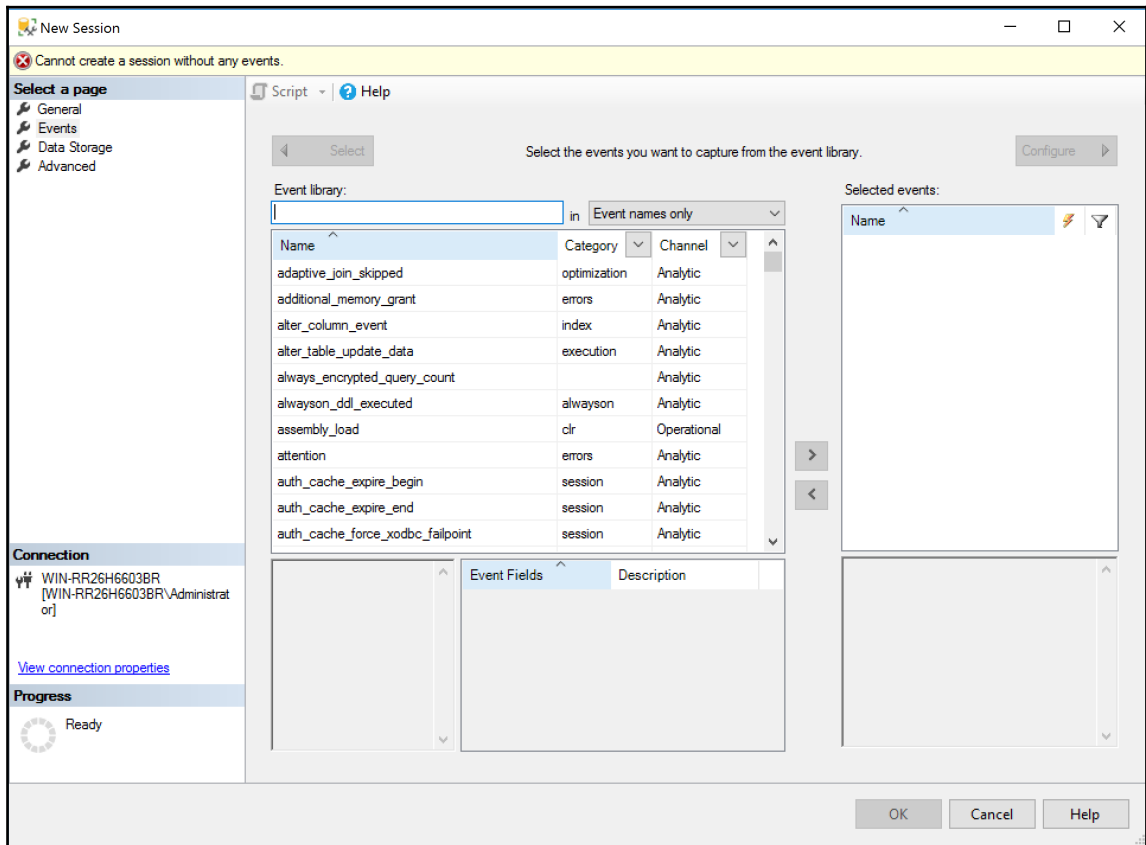 New Session
Cannot create a session without any events.
Select a page
General
Events
Data Storage
Advanced
Script Help
Select Select the events you want to capture from the event library. Configure
Event library:
in Event names only
Name Category Channel
adaptive_join_skipped optimization Analytic
additional_memory_grant errors Analytic
alter_column_event index Analytic
alter_table_update_data execution Analytic
always_encrypted_query_count Analytic
alwayson_ddl_executed alwayson Analytic
assembly_load clr Operational
attention errors Analytic
auth_cache_expire_begin session Analytic
auth_cache_expire_end session Analytic
auth_cache_force_xodbc_failpoint session Analytic
Selected events:
Name
Event Fields Description
Connection
WIN-RR26H6603BR
[WIN-RR26H6603BR\Administrat
or]
View connection properties
Progress
Ready
OK Cancel Help